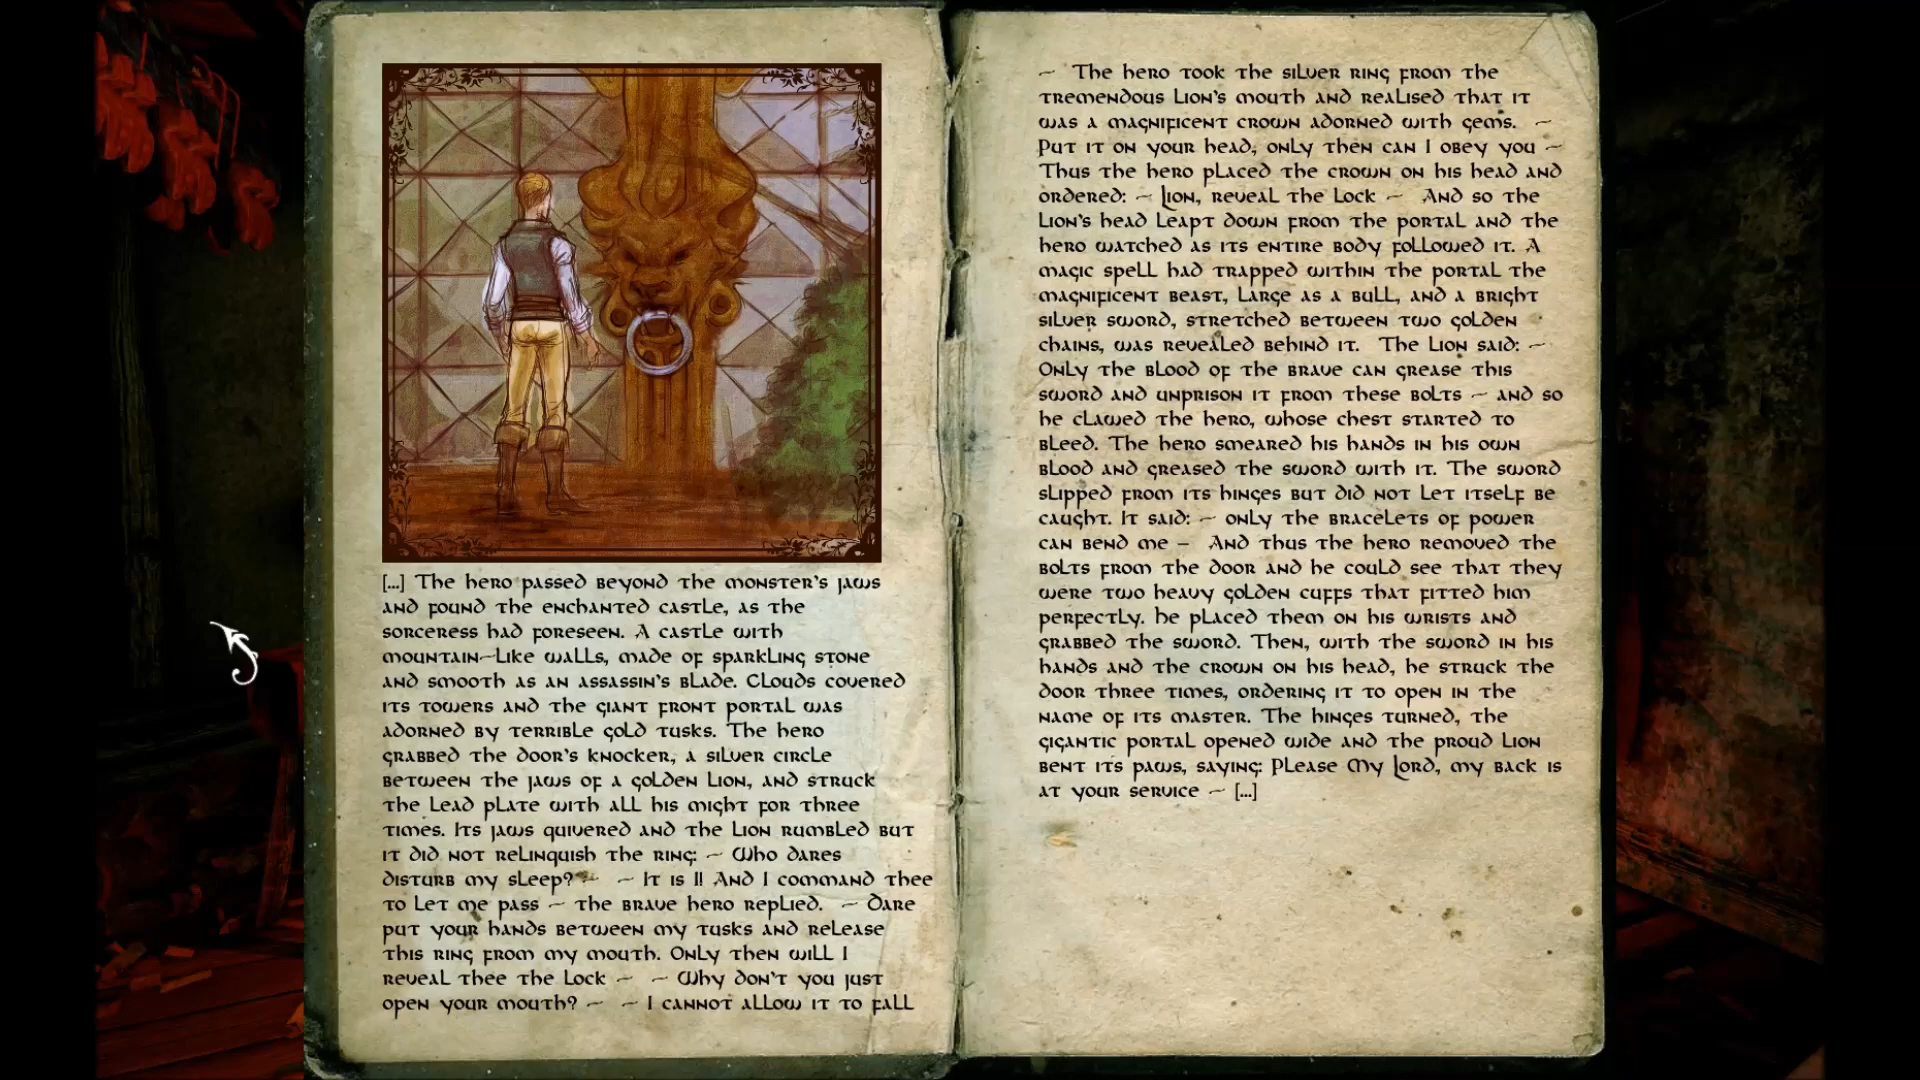 [...] The hero passed beyond the monster's jaws
and found the enchanted castle, as the
sorceress had foreseen. A castle with
mountain-like walls, made of sparkling stone
and smooth as an assassin's blade. Clouds covered
its towers and the giant front portal was
adorned by terrible gold tusks. The hero
grabbed the door's knocker, a silver circle
between the jaws of a golden lion, and struck
the lead plate with all his might for three
times. Its jaws quivered and the lion rumbled but
it did not relinquish the ring: - Who dares
disturb my sleep? - - It is I! And I command thee
to let me pass - the brave hero replied. - Dare
put your hands between my tusks and release
this ring from my mouth. Only then will I
reveal thee the lock - - Why don't you just
open your mouth? - - I cannot allow it to fall
- The hero took the silver ring from the
tremendous lion's mouth and realised that it
was a magnificent crown adorned with gems. -
Put it on your head, only then can I obey you -
Thus the hero placed the crown on his head and
ordered: - Lion, reveal the lock - And so the
lion's head leapt down from the portal and the
hero watched as its entire body followed it. A
magic spell had trapped within the portal the
magnificent beast, large as a bull, and a bright
silver sword, stretched between two golden
chains, was revealed behind it. The lion said: -
Only the blood of the brave can grease this
sword and unprison it from these bolts - and so
he clawed the hero, whose chest started to
bleed. The hero smeared his hands in his own
blood and greased the sword with it. The sword
slipped from its hinges but did not let itself be
caught. It said: - only the bracelets of power
can bend me - And thus the hero removed the
bolts from the door and he could see that they
were two heavy golden cuffs that fitted him
perfectly. He placed them on his wrists and
grabbed the sword. Then, with the sword in his
hands and the crown on his head, he struck the
door three times, ordering it to open in the
name of its master. The hinges turned, the
gigantic portal opened wide and the proud lion
bent its paws, saying: Please My Lord, my back is
at your service - [...]